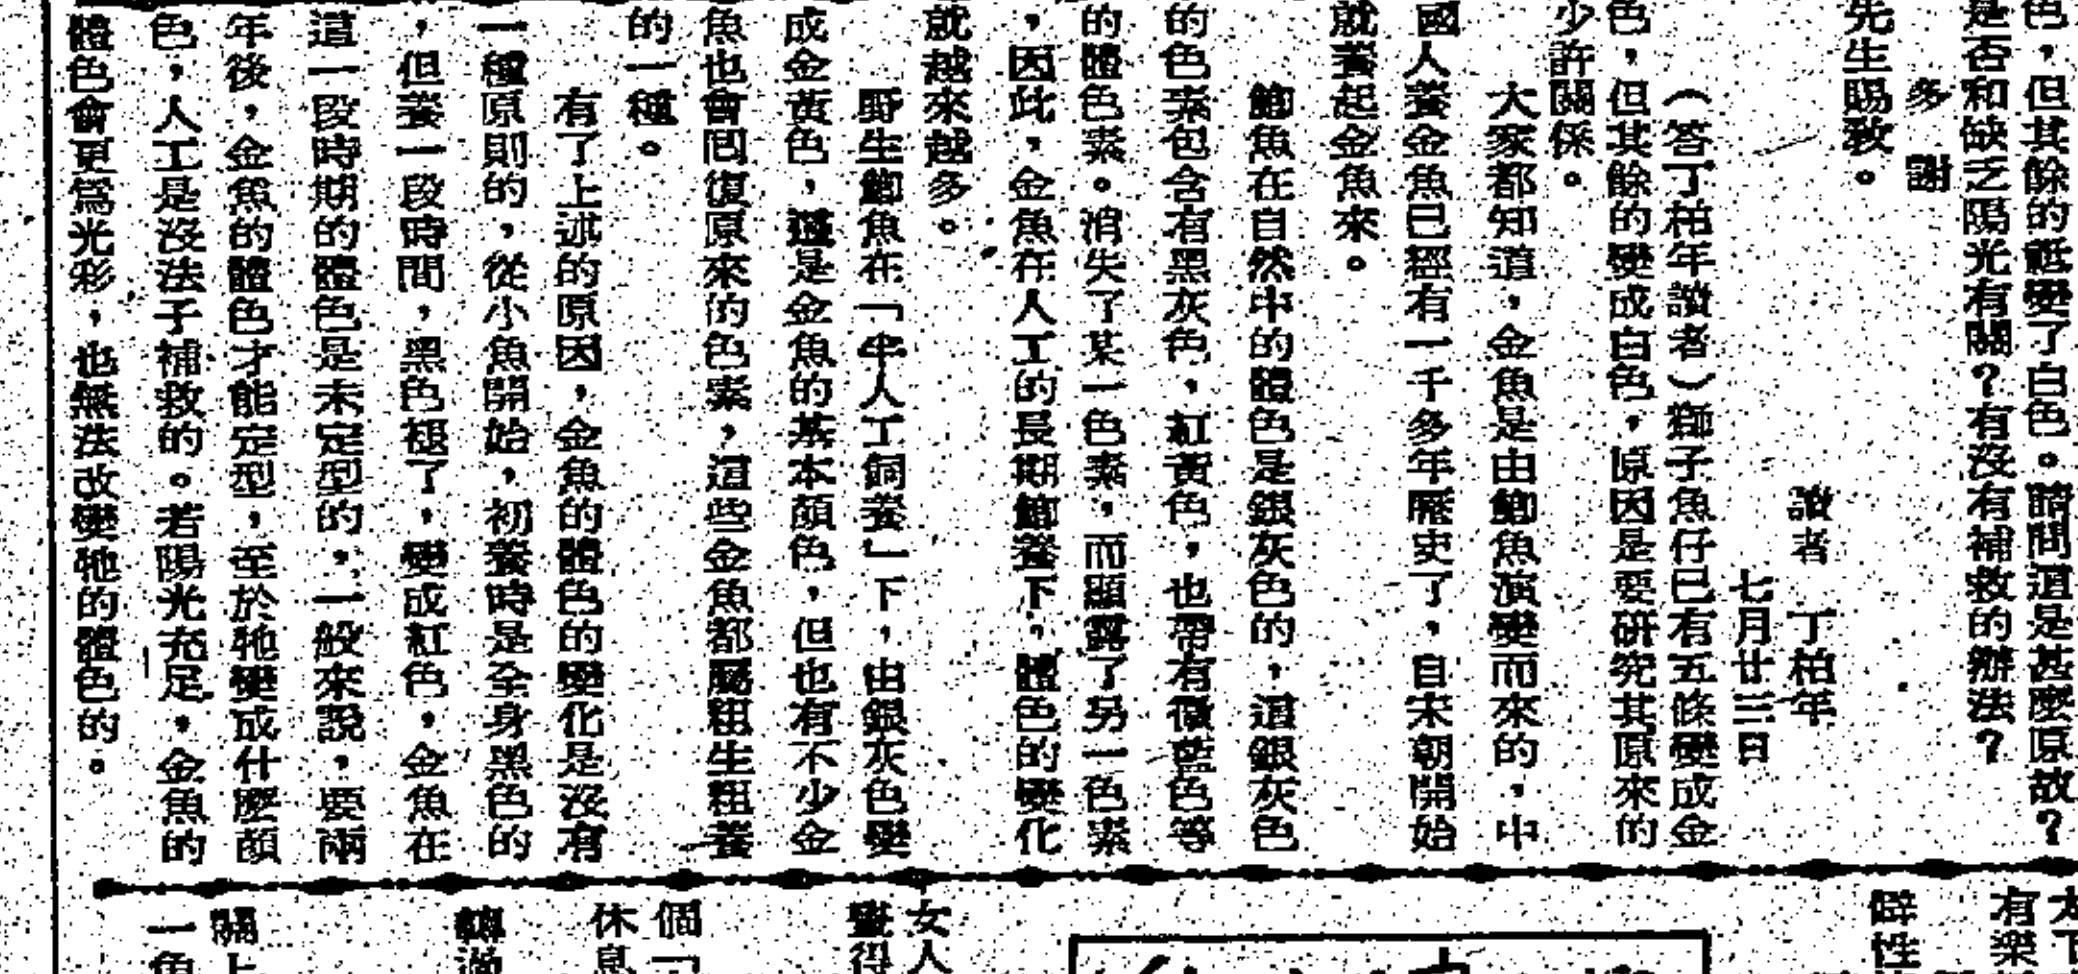 色，但其餘的祗變了白色。請問這是甚麼原故？
是否和缺乏陽光有關？有沒有補救的辦法？
多　謝
先生賜敎。
讀者　丁柏年
七月廿三日
（答丁柏年讀者）獅子魚仔已有五條變成金
色，但其餘的變成白色，原因是要研究其原來的
少許關係。
大家都知道，金魚是由鯽魚演變而來的，中
國人養金魚已經有一千多年歷史了，自宋朝開始
就養起金魚來。
鯽魚在自然中的體色是銀灰色的，這銀灰色
的色素包含有黑灰色，紅黃色，也帶有微藍色等
的體色素。消失了某一色素，而顯露了另一色素
，因此，金魚在人工的長期飼養下，體色的變化
就越來越多。
野生鯽魚在「半人工飼養」下，由銀灰色變
成金黃色，這是金魚的基本顏色，但也有不少金
魚也會回復原來的色素，這些金魚都屬粗生粗養
的一種。
有了上述的原因，金魚的體色的變化是沒有
一種原則的，從小魚開始，初養時是全身黑色的
，但養一段時間，黑色褪了，變成紅色，金魚在
這一段時期的體色是未定型的，一般來說，要兩
年後，金魚的體色才能定型，至於牠變成什麼顏
色，人工是沒法子補救的。若陽光充足，金魚的
體色會更爲光彩，也無法改變牠的體色的。
太下
有樂
僻性
女人
個「
休息
關上
一魚